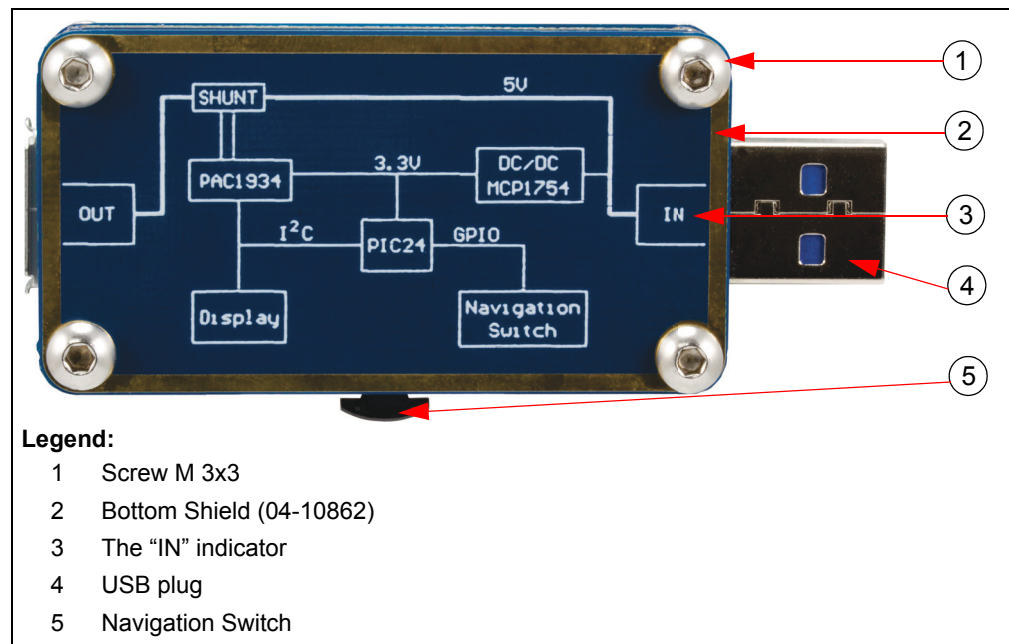 1
SHUNT
5V
2
3.3V
DC/DC
MCP1754
PAC1934
OUT
IN
3
I²C
PIC24
GPIO
4
Display
Navigation
Switch
5
Legend:
1 Screw M 3x3
2 Bottom Shield (04-10862)
3 The “IN” indicator
4 USB plug
5 Navigation Switch